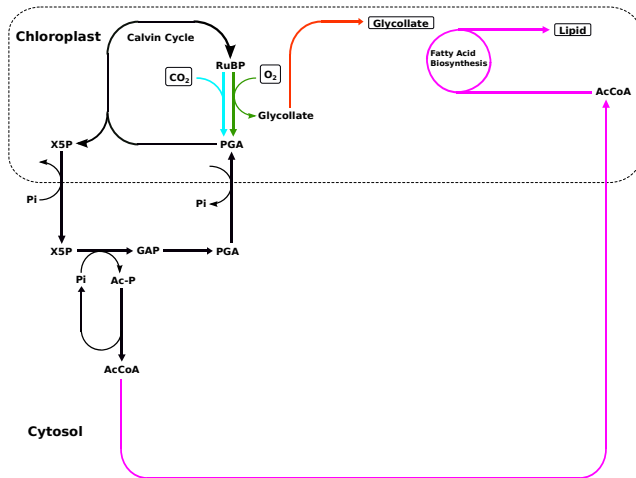 Glycollate
Lipid
Chloroplast
Calvin Cycle
Fatty Acid
Biosynthesis
RuBP
CO2
O2
AcCoA
Glycollate
X5P
PGA
Pi
Pi
X5P
GAP
PGA
Pi
Ac-P
AcCoA
Cytosol